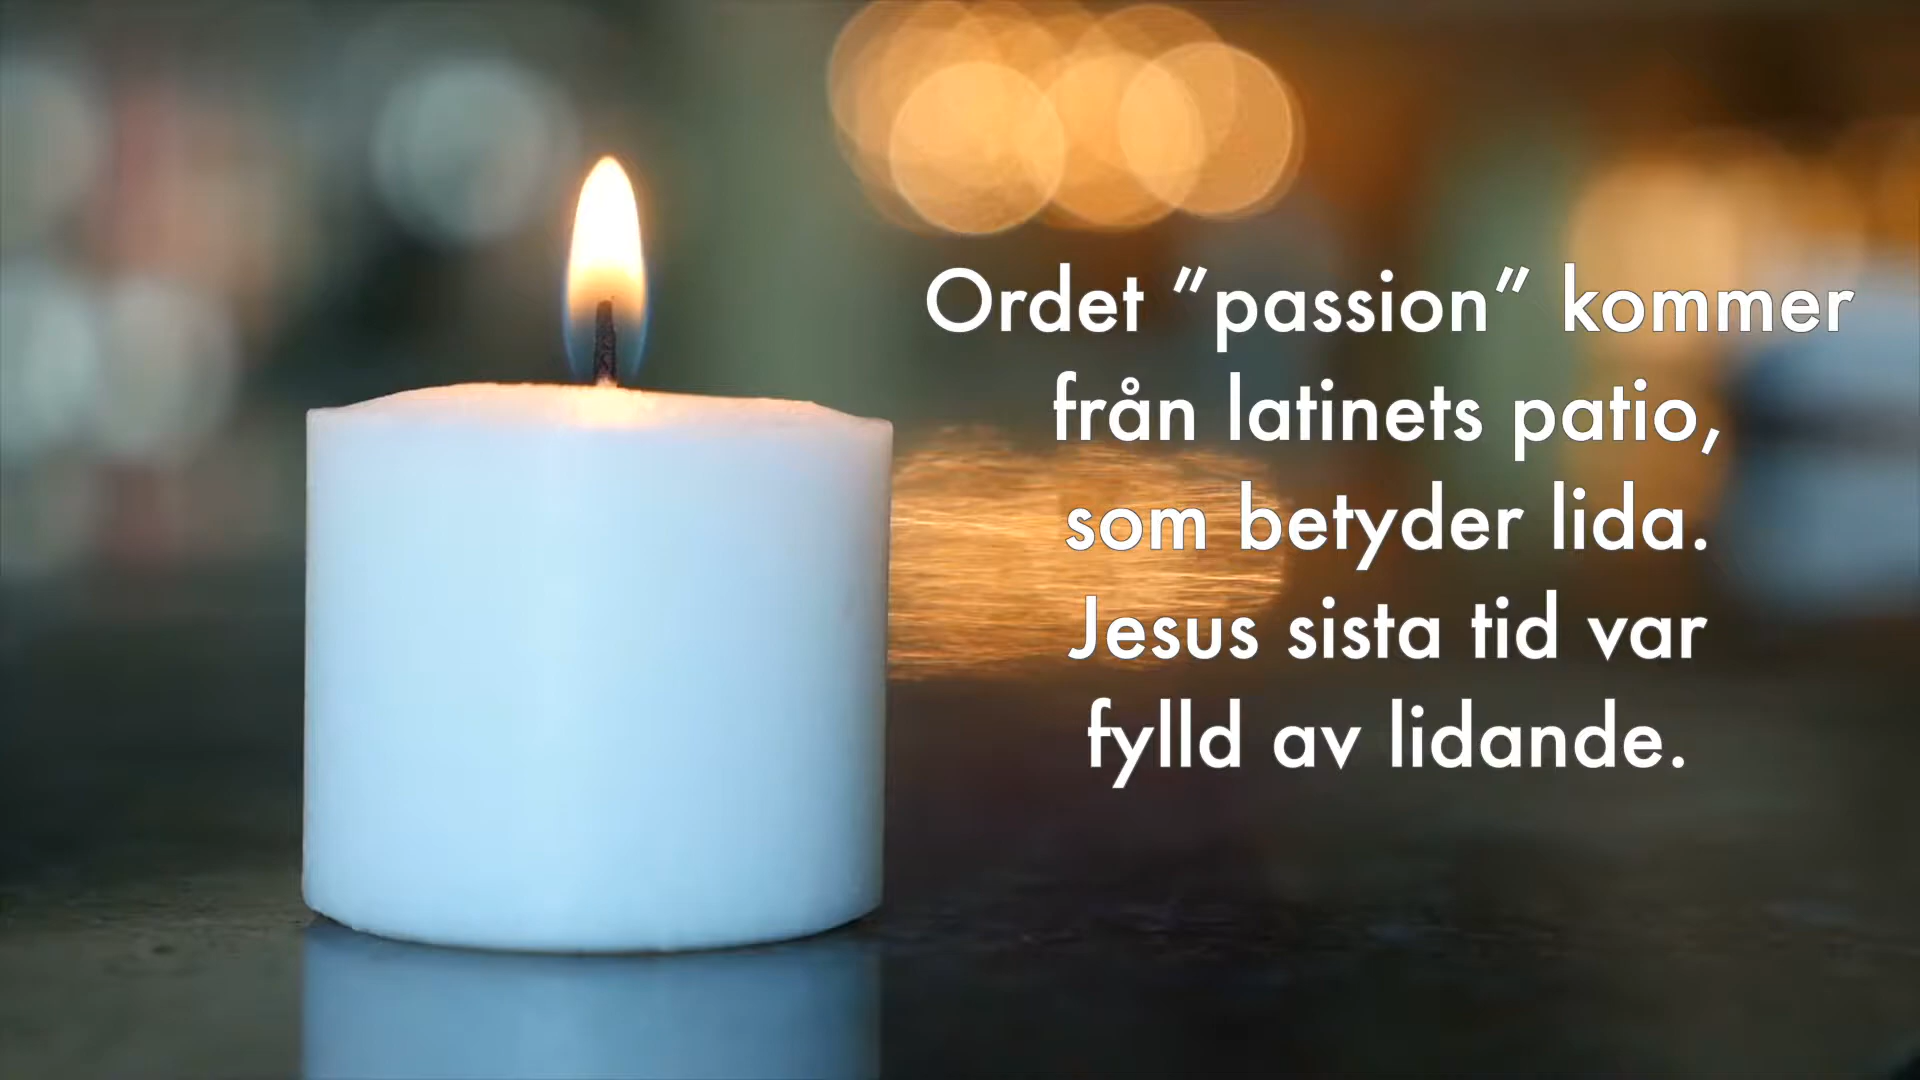 Ordet ”passion” kommer
från latinets patio,
som betyder lida.
Jesus sista tid var
fylld av lidande.